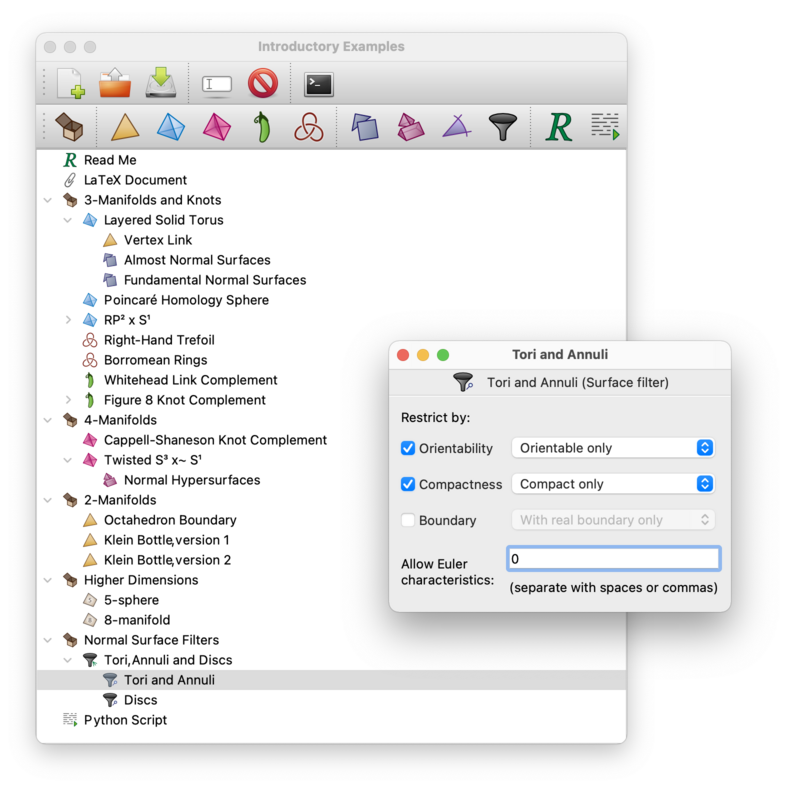 Introductory Examples
Read Me
LaTeX Document
3-Manifolds and Knots
Layered Solid Torus
Vertex Link
Almost Normal Surfaces
Fundamental Normal Surfaces
Poincaré Homology Sphere
RP² x S¹
Right-Hand Trefoil
Borromean Rings
Whitehead Link Complement
Figure 8 Knot Complement
4-Manifolds
Cappell-Shaneson Knot Complement
Twisted S³ x~ S¹
Normal Hypersurfaces
2-Manifolds
Octahedron Boundary
Klein Bottle,version 1
Klein Bottle,version 2
Higher Dimensions
5-sphere
8-manifold
Normal Surface Filters
Tori,Annuli and Discs
Tori and Annuli
Discs
Python Script
Tori and Annuli
Tori and Annuli (Surface filter)
Restrict by:
Orientability Orientable only
Compactness Compact only
Boundary With real boundary only
Allow Euler
characteristics:
0
(separate with spaces or commas)